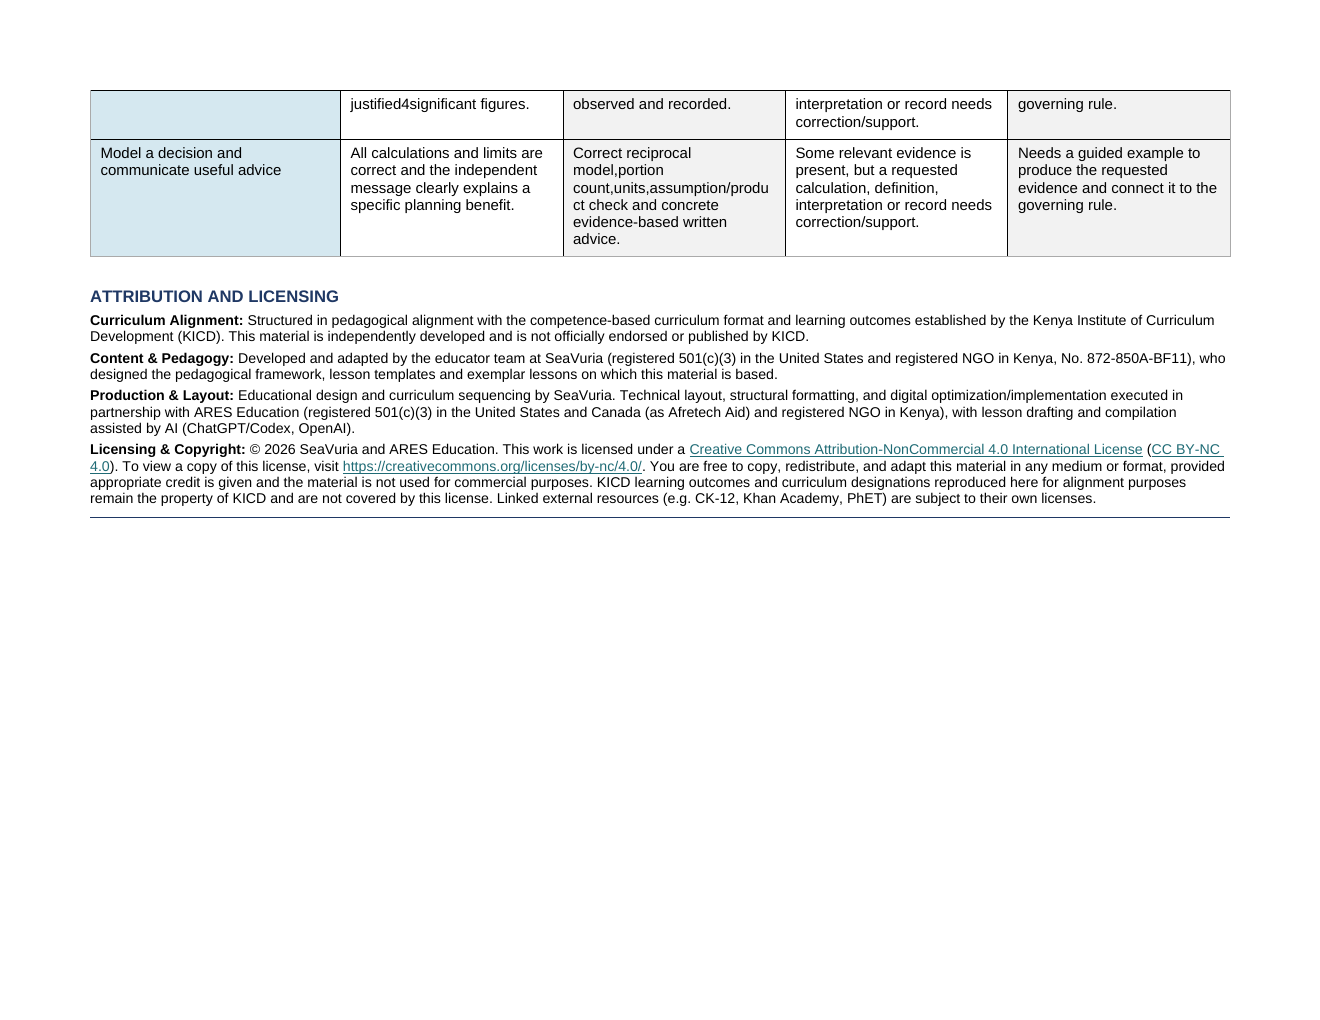 justified4significant figures.
observed and recorded.
interpretation or record needs
correction/support.
governing rule.
Model a decision and
communicate useful advice
All calculations and limits are
correct and the independent
message clearly explains a
specific planning benefit.
Correct reciprocal
model,portion
count,units,assumption/produ
ct check and concrete
evidence-based written
advice.
Some relevant evidence is
present, but a requested
calculation, definition,
interpretation or record needs
correction/support.
Needs a guided example to
produce the requested
evidence and connect it to the
governing rule.
ATTRIBUTION AND LICENSING
Curriculum Alignment: Structured in pedagogical alignment with the competence-based curriculum format and learning outcomes established by the Kenya Institute of Curriculum
Development (KICD). This material is independently developed and is not officially endorsed or published by KICD.
Content & Pedagogy: Developed and adapted by the educator team at SeaVuria (registered 501(c)(3) in the United States and registered NGO in Kenya, No. 872-850A-BF11), who
designed the pedagogical framework, lesson templates and exemplar lessons on which this material is based.
Production & Layout: Educational design and curriculum sequencing by SeaVuria. Technical layout, structural formatting, and digital optimization/implementation executed in
partnership with ARES Education (registered 501(c)(3) in the United States and Canada (as Afretech Aid) and registered NGO in Kenya), with lesson drafting and compilation
assisted by AI (ChatGPT/Codex, OpenAI).
Licensing & Copyright: © 2026 SeaVuria and ARES Education. This work is licensed under a Creative Commons Attribution-NonCommercial 4.0 International License (CC BY-NC
4.0). To view a copy of this license, visit https://creativecommons.org/licenses/by-nc/4.0/. You are free to copy, redistribute, and adapt this material in any medium or format, provided
appropriate credit is given and the material is not used for commercial purposes. KICD learning outcomes and curriculum designations reproduced here for alignment purposes
remain the property of KICD and are not covered by this license. Linked external resources (e.g. CK-12, Khan Academy, PhET) are subject to their own licenses.